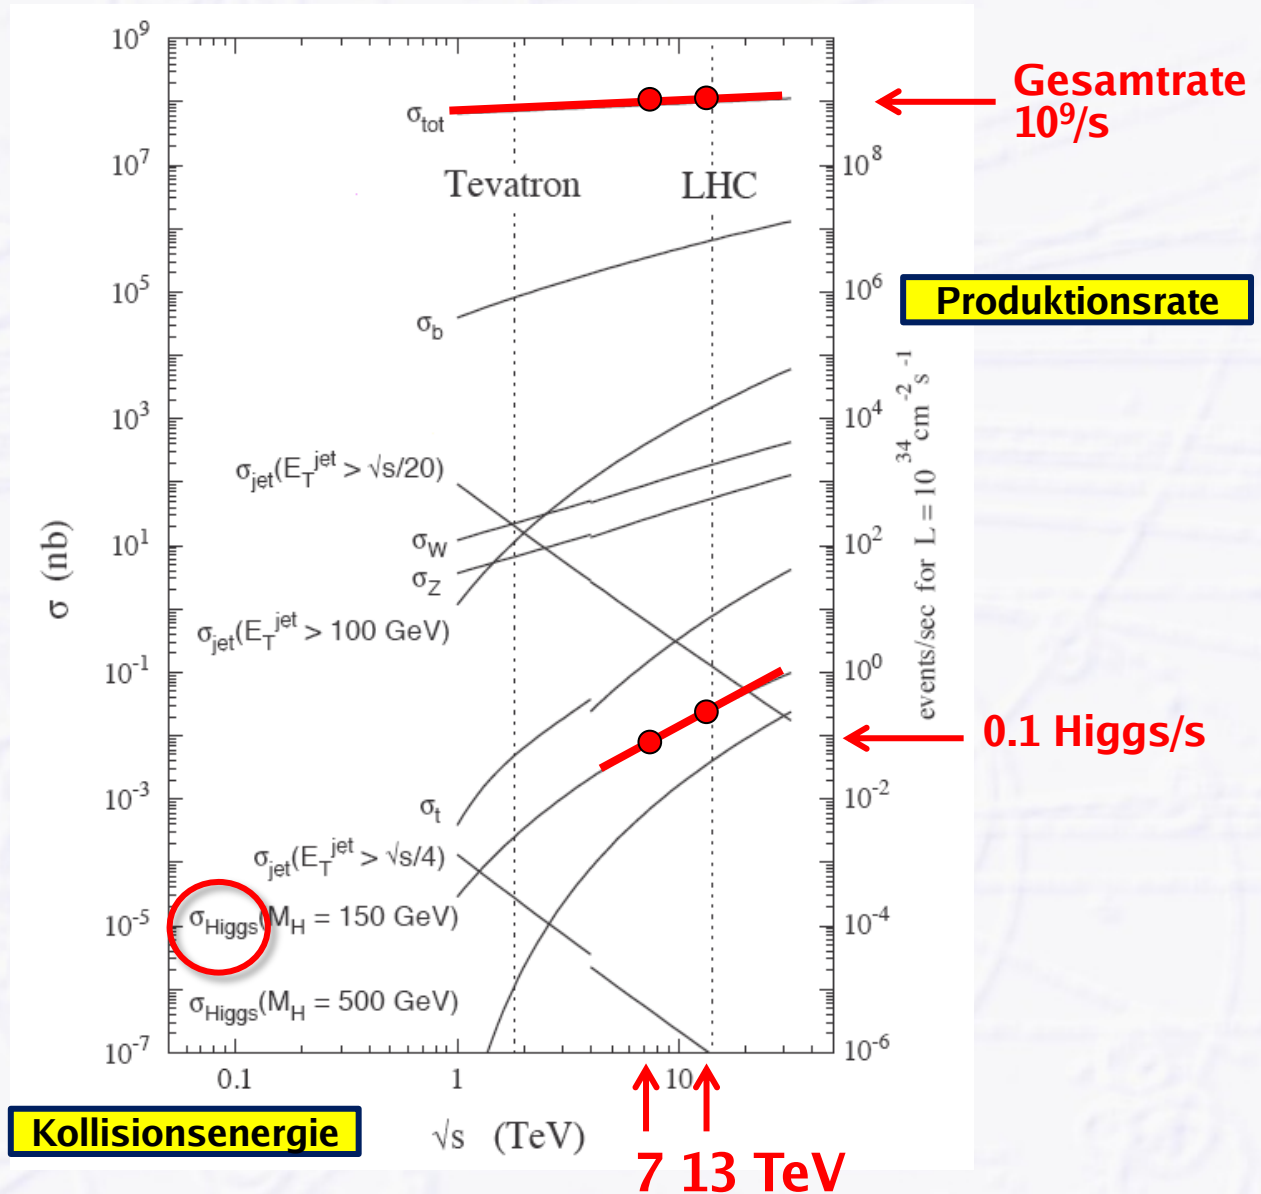 10⁹
10⁷
10⁵
10³
10¹
10⁻¹
10⁻³
10⁻⁵
10⁻⁷
σ (nb)
σtot
Tevatron
LHC
σb
σjet(ETjet > √s/20)
σW
σZ
σjet(ETjet > 100 GeV)
σt
σjet(ETjet > √s/4)
σHiggs(MH = 150 GeV)
σHiggs(MH = 500 GeV)
0.1
1
10
√s (TeV)
Kollisionsenergie
7 13 TeV
Gesamtrate
10⁹/s
10⁸
10⁶
10⁴
10²
10⁰
10⁻²
10⁻⁴
10⁻⁶
Produktionsrate
events/sec for L = 10³⁴ cm⁻² s⁻¹
0.1 Higgs/s